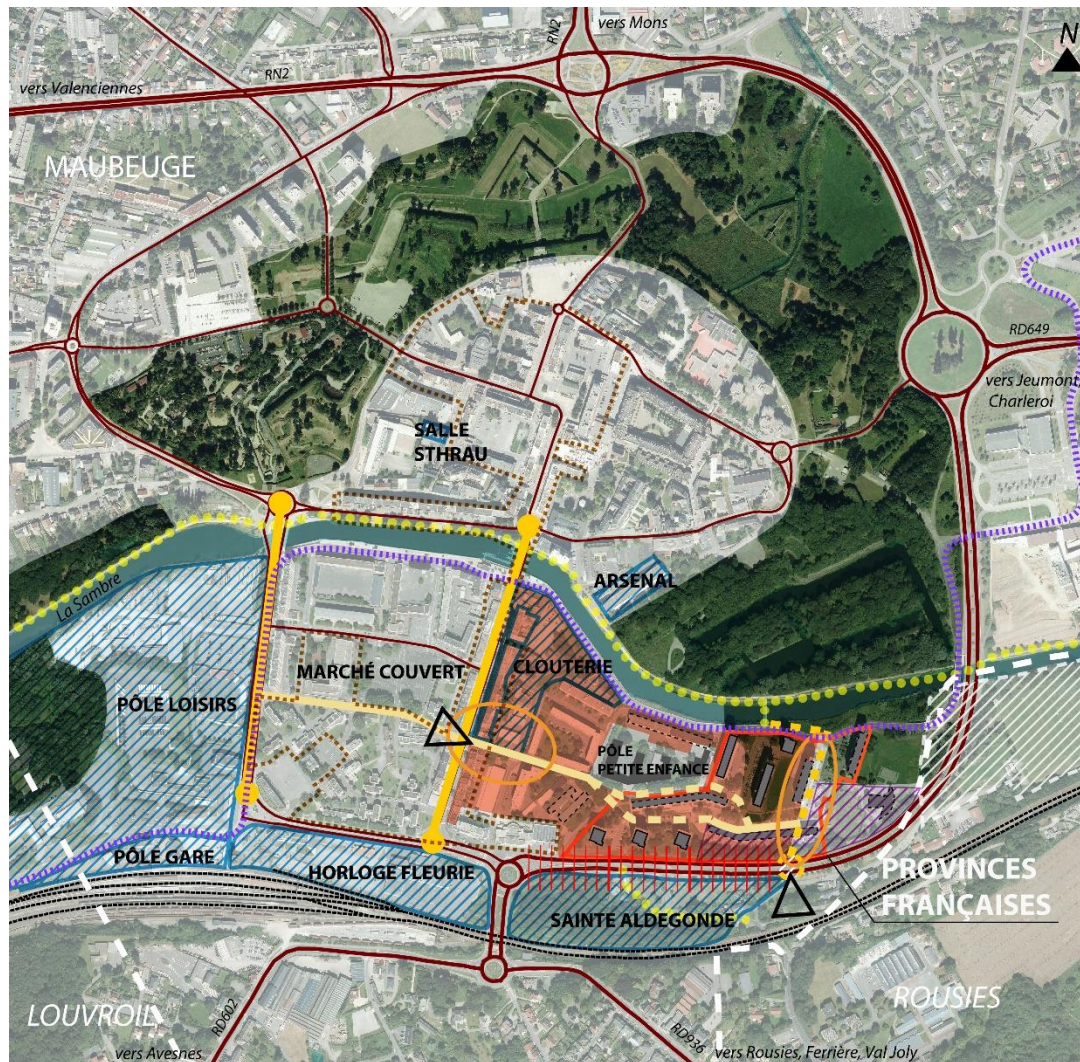 vers Mons
RN2
RN2
N
vers Valenciennes
MAUBEUGE
RD649
vers Jeumont,
Charleroi
SALLE
STHRAU
ARSENAL
La Sambre
CLOUTERIE
MARCHÉ COUVERT
PÔLE LOISIRS
PÔLE
PETITE ENFANCE
PÔLE GARE
HORLOGE FLEURIE
PROVINCES
FRANÇAISES
SAINTE ALDEGONDE
LOUVROIL
ROUSIES
RD602
RD936
vers Avesnes
vers Rousies, Ferrière, Val Joly